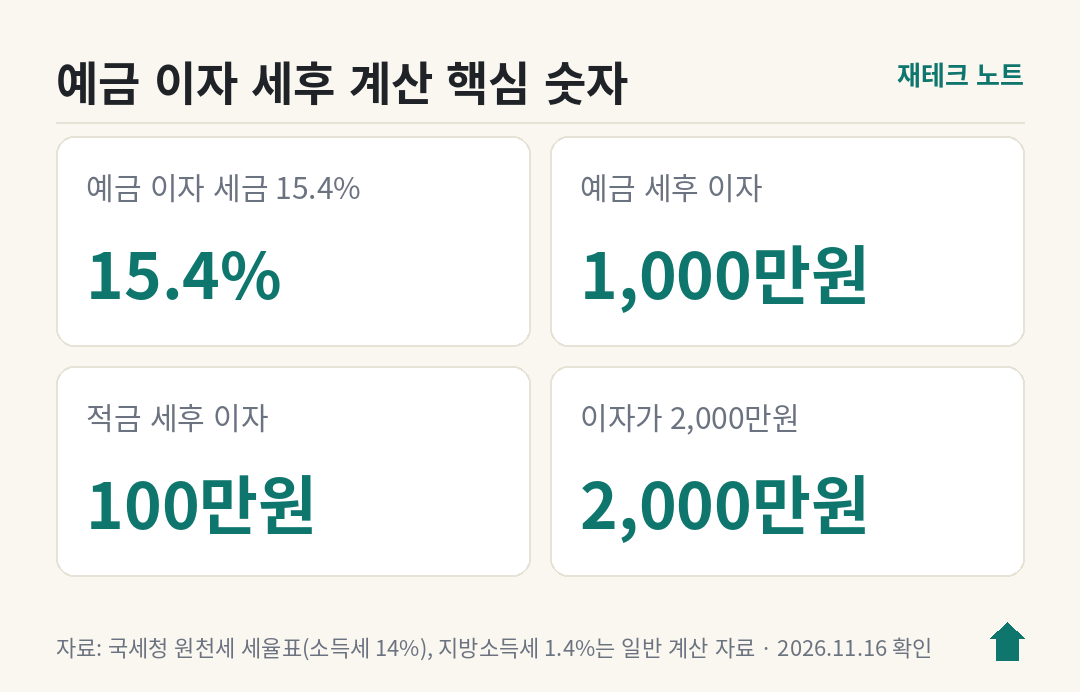 예금 이자 세후 계산 핵심 숫자
재테크 노트
예금 이자 세금 15.4%
15.4%
예금 세후 이자
1,000만원
적금 세후 이자
100만원
이자가 2,000만원
2,000만원
자료: 국세청 원천세 세율표(소득세 14%), 지방소득세 1.4%는 일반 계산 자료 · 2026.11.16 확인